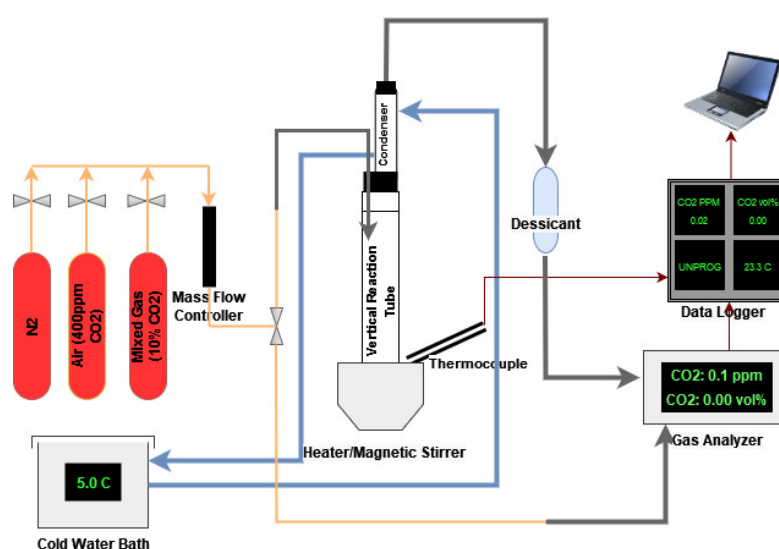 Condenser
CO2 PPM
0.02
CO2 vol%
0.00
UNPROG
23.3 C
Data Logger
Dessicant
N2
Air (400ppm
CO2)
Mixed Gas
(10% CO2)
Mass Flow
Controller
Vertical Reaction
Tube
Thermocouple
CO2: 0.1 ppm
CO2: 0.00 vol%
Gas Analyzer
Heater/Magnetic Stirrer
5.0 C
Cold Water Bath